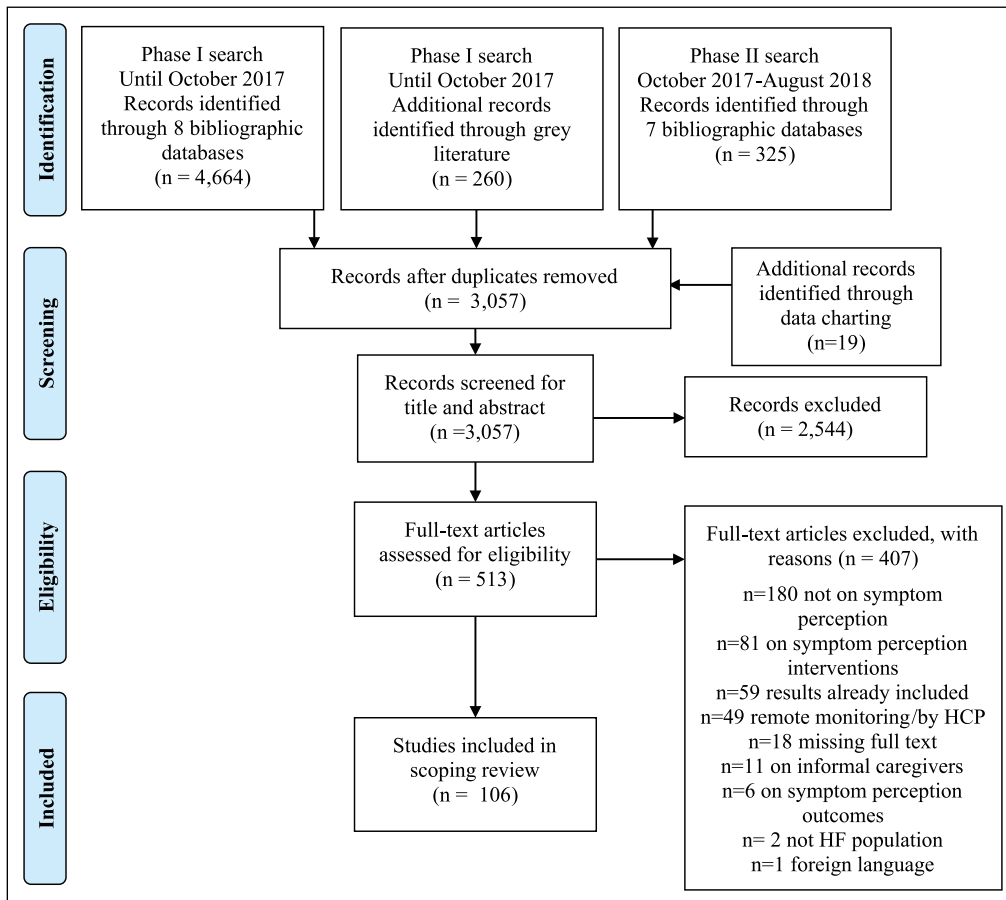 Identification
Phase I search
Until October 2017
Records identified
through 8 bibliographic
databases
(n = 4,664)
Phase I search
Until October 2017
Additional records
identified through grey
literature
(n = 260)
Phase II search
October 2017-August 2018
Records identified through
7 bibliographic databases
(n = 325)
Screening
Records after duplicates removed
(n = 3,057)
Additional records
identified through
data charting
(n=19)
Records screened for
title and abstract
(n =3,057)
Records excluded
(n = 2,544)
Eligibility
Full-text articles
assessed for eligibility
(n = 513)
Full-text articles excluded, with
reasons (n = 407)
n=180 not on symptom
perception
n=81 on symptom perception
interventions
n=59 results already included
n=49 remote monitoring/by HCP
n=18 missing full text
n=11 on informal caregivers
n=6 on symptom perception
outcomes
n= 2 not HF population
n=1 foreign language
Included
Studies included in
scoping review
(n = 106)